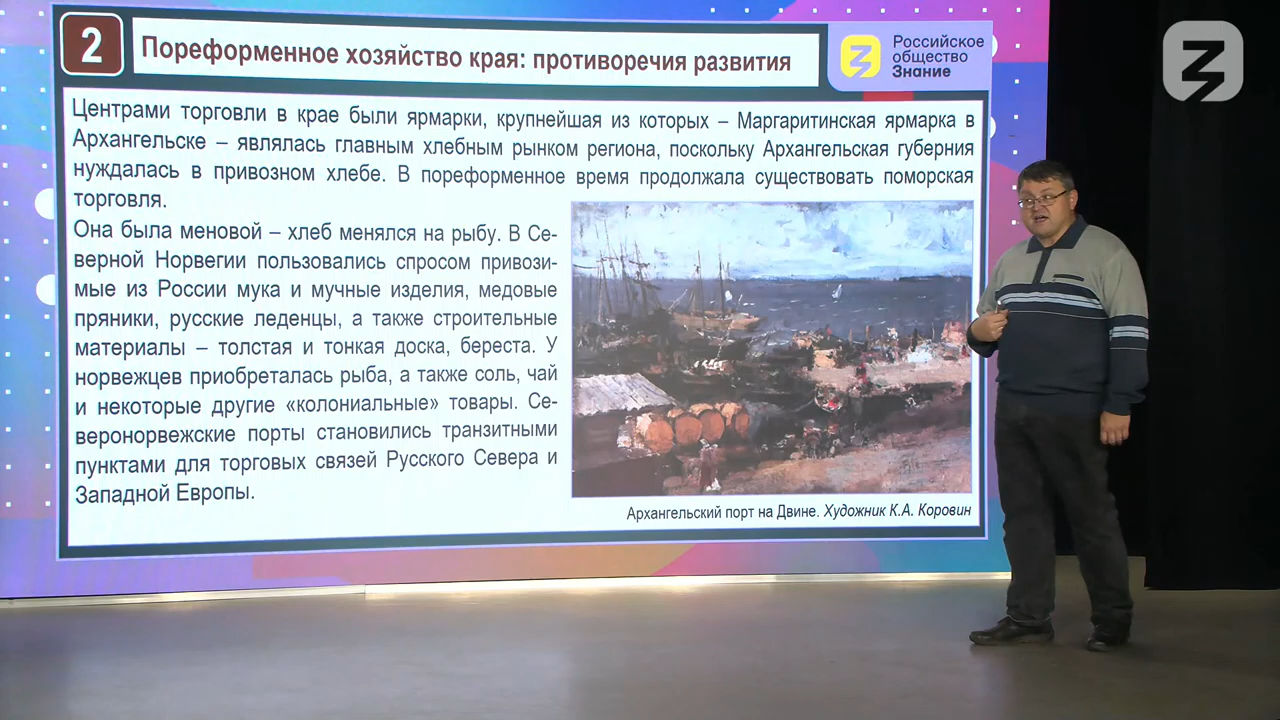 2
Пореформенное хозяйство края: противоречия развития
Российское
общество
Знание
Центрами торговли в крае были ярмарки, крупнейшая из которых – Маргаритинская ярмарка в
Архангельске – являлась главным хлебным рынком региона, поскольку Архангельская губерния
нуждалась в привозном хлебе. В пореформенное время продолжала существовать поморская
торговля.
Она была меновой – хлеб менялся на рыбу. В Се-
верной Норвегии пользовались спросом привози-
мые из России мука и мучные изделия, медовые
пряники, русские леденцы, а также строительные
материалы – толстая и тонкая доска, береста. У
норвежцев приобреталась рыба, а также соль, чай
и некоторые другие «колониальные» товары. Се-
веронорвежские порты становились транзитными
пунктами для торговых связей Русского Севера и
Западной Европы.
Архангельский порт на Двине. Художник К.А. Коровин